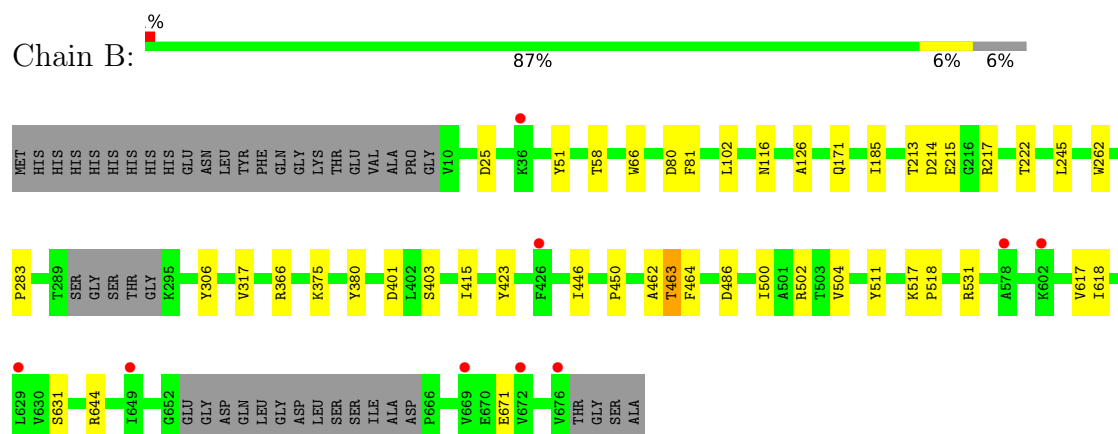 %
Chain B:
87% 6% 6%
MET HIS HIS HIS HIS HIS HIS HIS HIS HIS HIS GLU ASN LEU TYR PHE GLN GLY LYS THR GLU VAL ALA PRO GLY V10 D25 K36 Y51 T58 W66 D80 F81 L102 N116 A126 Q171 I185 T213 D214 E215 G216 R217 T222 L245 W262
P283 T289 SER GLY SER THR GLY K295 Y306 V317 R366 K375 Y380 D401 L402 S403 I415 Y423 F426 I446 P450 A462 T463 F464 D486 I500 A501 R502 T503 V504 Y511 K517 P518 R531 A578 K602 V617 I618
L629 V630 S631 R644 I649 G652 GLU GLY ASP GLN LEU GLY ASP LEU SER SER ILE ALA ASP P666 V669 E670 E671 V672 V676 THR GLY SER ALA